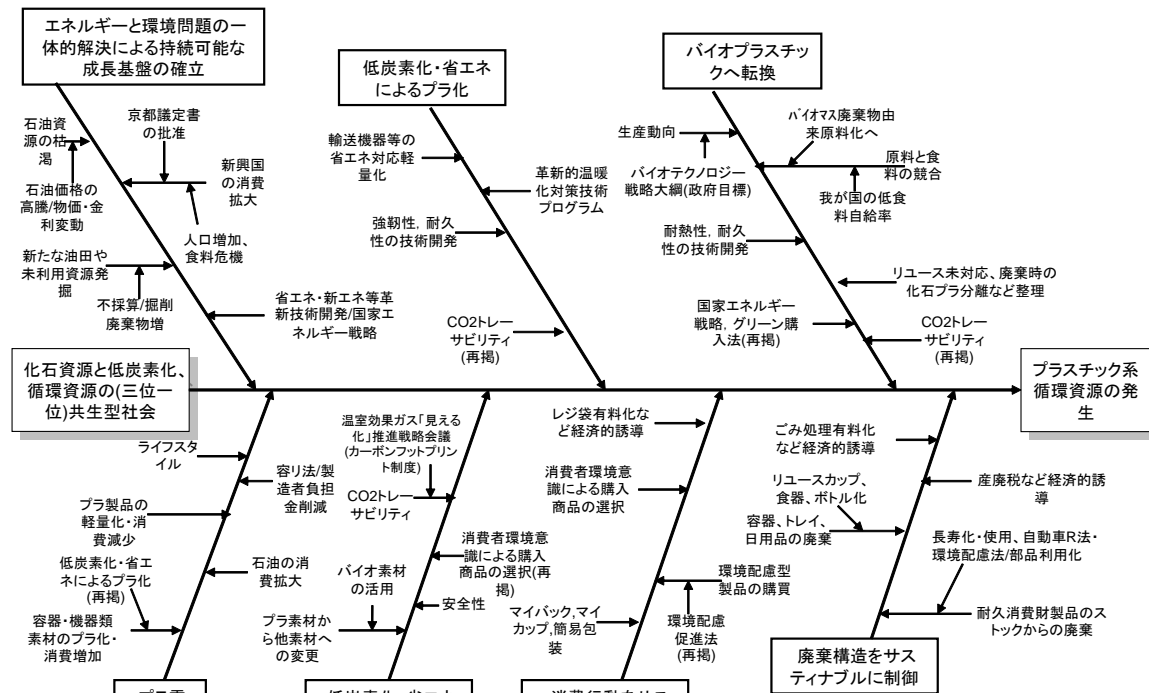 エネルギーと環境問題の一
体的解決による持続可能な
成長基盤の確立
低炭素化・省エネ
によるプラ化
バイオプラスチッ
クへ転換
石油資
源の枯
渇
京都議定書
の批准
新興国
の消費
拡大
石油価格の
高騰/物価・金
利変動
人口増加、
食料危機
新たな油田や
未利用資源発
掘
不採算/掘削
廃棄物増
省エネ・新エネ等革
新技術開発/国家エ
ネルギー戦略
輸送機器等の
省エネ対応軽
量化
革新的温暖
化対策技術
プログラム
強靭性，耐久
性の技術開発
CO2トレー
サビリティ
(再掲)
生産動向
バイオマス廃棄物由
来原料化へ
原料と食
料の競合
バイオテクノロジー
戦略大綱(政府目標)
我が国の低食
料自給率
耐熱性，耐久
性の技術開発
リユース未対応、廃棄時の
化石プラ分離など整理
国家エネルギー
戦略，グリーン購
入法(再掲)
CO2トレー
サビリティ
(再掲)
化石資源と低炭素化、
循環資源の(三位一
位)共生型社会
プラスチック系
循環資源の発
生
ライフスタ
イル
容リ法/製
造者負担
金削減
プラ製品の
軽量化・消
費減少
低炭素化・省エ
ネによるプラ化
(再掲)
石油の消
費拡大
容器・機器類
素材のプラ化・
消費増加
温室効果ガス「見える
化」推進戦略会議
(カーボンフットプリン
ト制度)
CO2トレー
サビリティ
消費者環境意
識による購入
商品の選択(再
掲)
バイオ素材
の活用
安全性
プラ素材か
ら他素材へ
の変更
レジ袋有料化な
ど経済的誘導
消費者環境意
識による購入
商品の選択
環境配慮型
製品の購買
マイバック,マイ
カップ,簡易包
装
環境配慮
促進法
(再掲)
ごみ処理有料化
など経済的誘導
リユースカップ、
食器、ボトル化
産廃税など経済的誘
導
容器、トレイ、
日用品の廃棄
長寿化・使用、自動車R法・
環境配慮法/部品利用化
耐久消費財製品のス
トックからの廃棄
廃棄構造をサス
ティナブルに制御